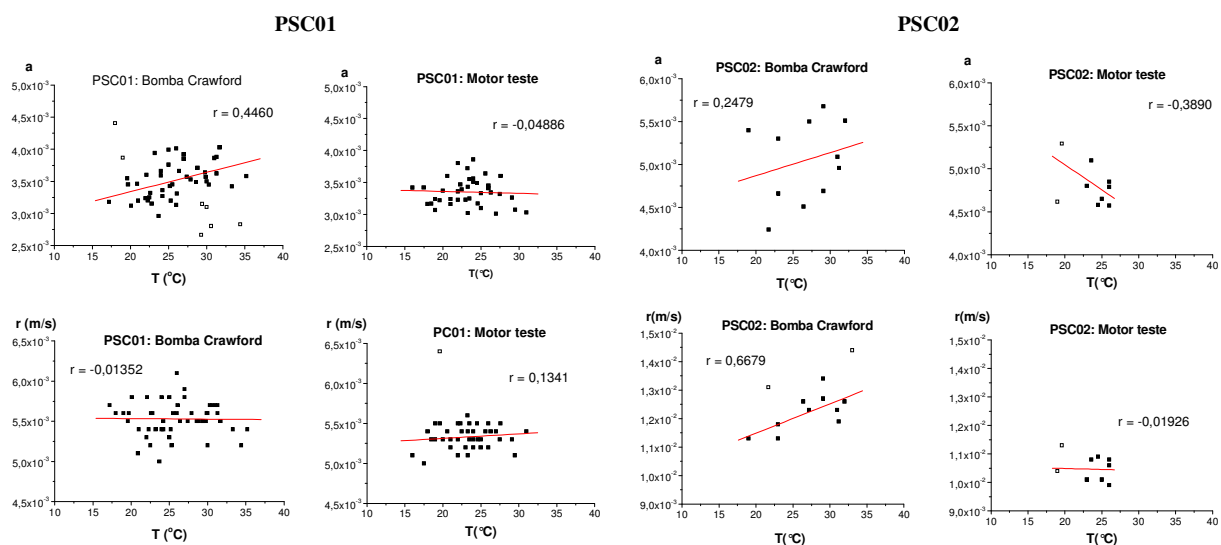 PSC01
PSC02
a
PSC01: Bomba Crawford
r = 0,4460
5,0x10⁻³
4,5x10⁻³
4,0x10⁻³
3,5x10⁻³
3,0x10⁻³
2,5x10⁻³
10 15 20 25 30 35 40
T (°C)
a
PSC01: Motor teste
r = -0,04886
5,0x10⁻³
4,5x10⁻³
4,0x10⁻³
3,5x10⁻³
3,0x10⁻³
2,5x10⁻³
10 15 20 25 30 35 40
T(°C)
a
PSC02: Bomba Crawford
r = 0,2479
6,0x10⁻³
5,5x10⁻³
5,0x10⁻³
4,5x10⁻³
4,0x10⁻³
10 15 20 25 30 35 40
T(°C)
a
PSC02: Motor teste
r = -0,3890
6,0x10⁻³
5,5x10⁻³
5,0x10⁻³
4,5x10⁻³
4,0x10⁻³
10 15 20 25 30 35 40
T(°C)
r (m/s)
PSC01: Bomba Crawford
r = -0,01352
7,0x10⁻³
6,5x10⁻³
6,0x10⁻³
5,5x10⁻³
5,0x10⁻³
4,5x10⁻³
10 15 20 25 30 35 40
T (°C)
r (m/s)
PC01: Motor teste
r = 0,1341
7,0x10⁻³
6,5x10⁻³
6,0x10⁻³
5,5x10⁻³
5,0x10⁻³
4,5x10⁻³
10 15 20 25 30 35 40
T(°C)
r (m/s)
PSC02: Bomba Crawford
r = 0,6679
1,5x10⁻²
1,4x10⁻²
1,3x10⁻²
1,2x10⁻²
1,1x10⁻²
1,0x10⁻²
9,0x10⁻³
10 15 20 25 30 35 40
T(°C)
r(m/s)
PSC02: Motor teste
r = -0,01926
1,5x10⁻²
1,4x10⁻²
1,3x10⁻²
1,2x10⁻²
1,1x10⁻²
1,0x10⁻²
9,0x10⁻³
10 15 20 25 30 35 40
T(°C)